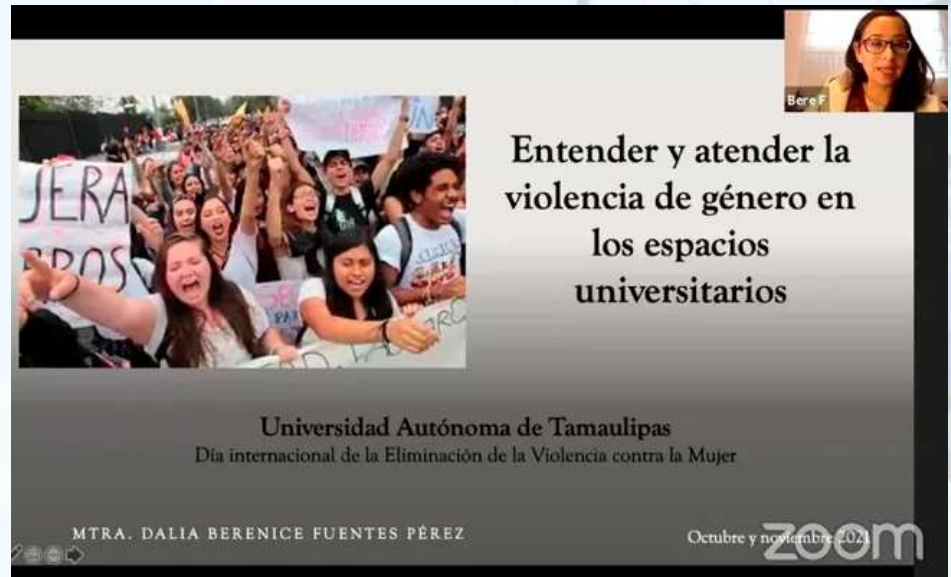 Bere F
Entender y atender la
violencia de género en
los espacios
universitarios
JERA
Universidad Autónoma de Tamaulipas
Día internacional de la Eliminación de la Violencia contra la Mujer
MTRA. DALIA BERENICE FUENTES PÉREZ
Octubre y noviembre 2021
zoom